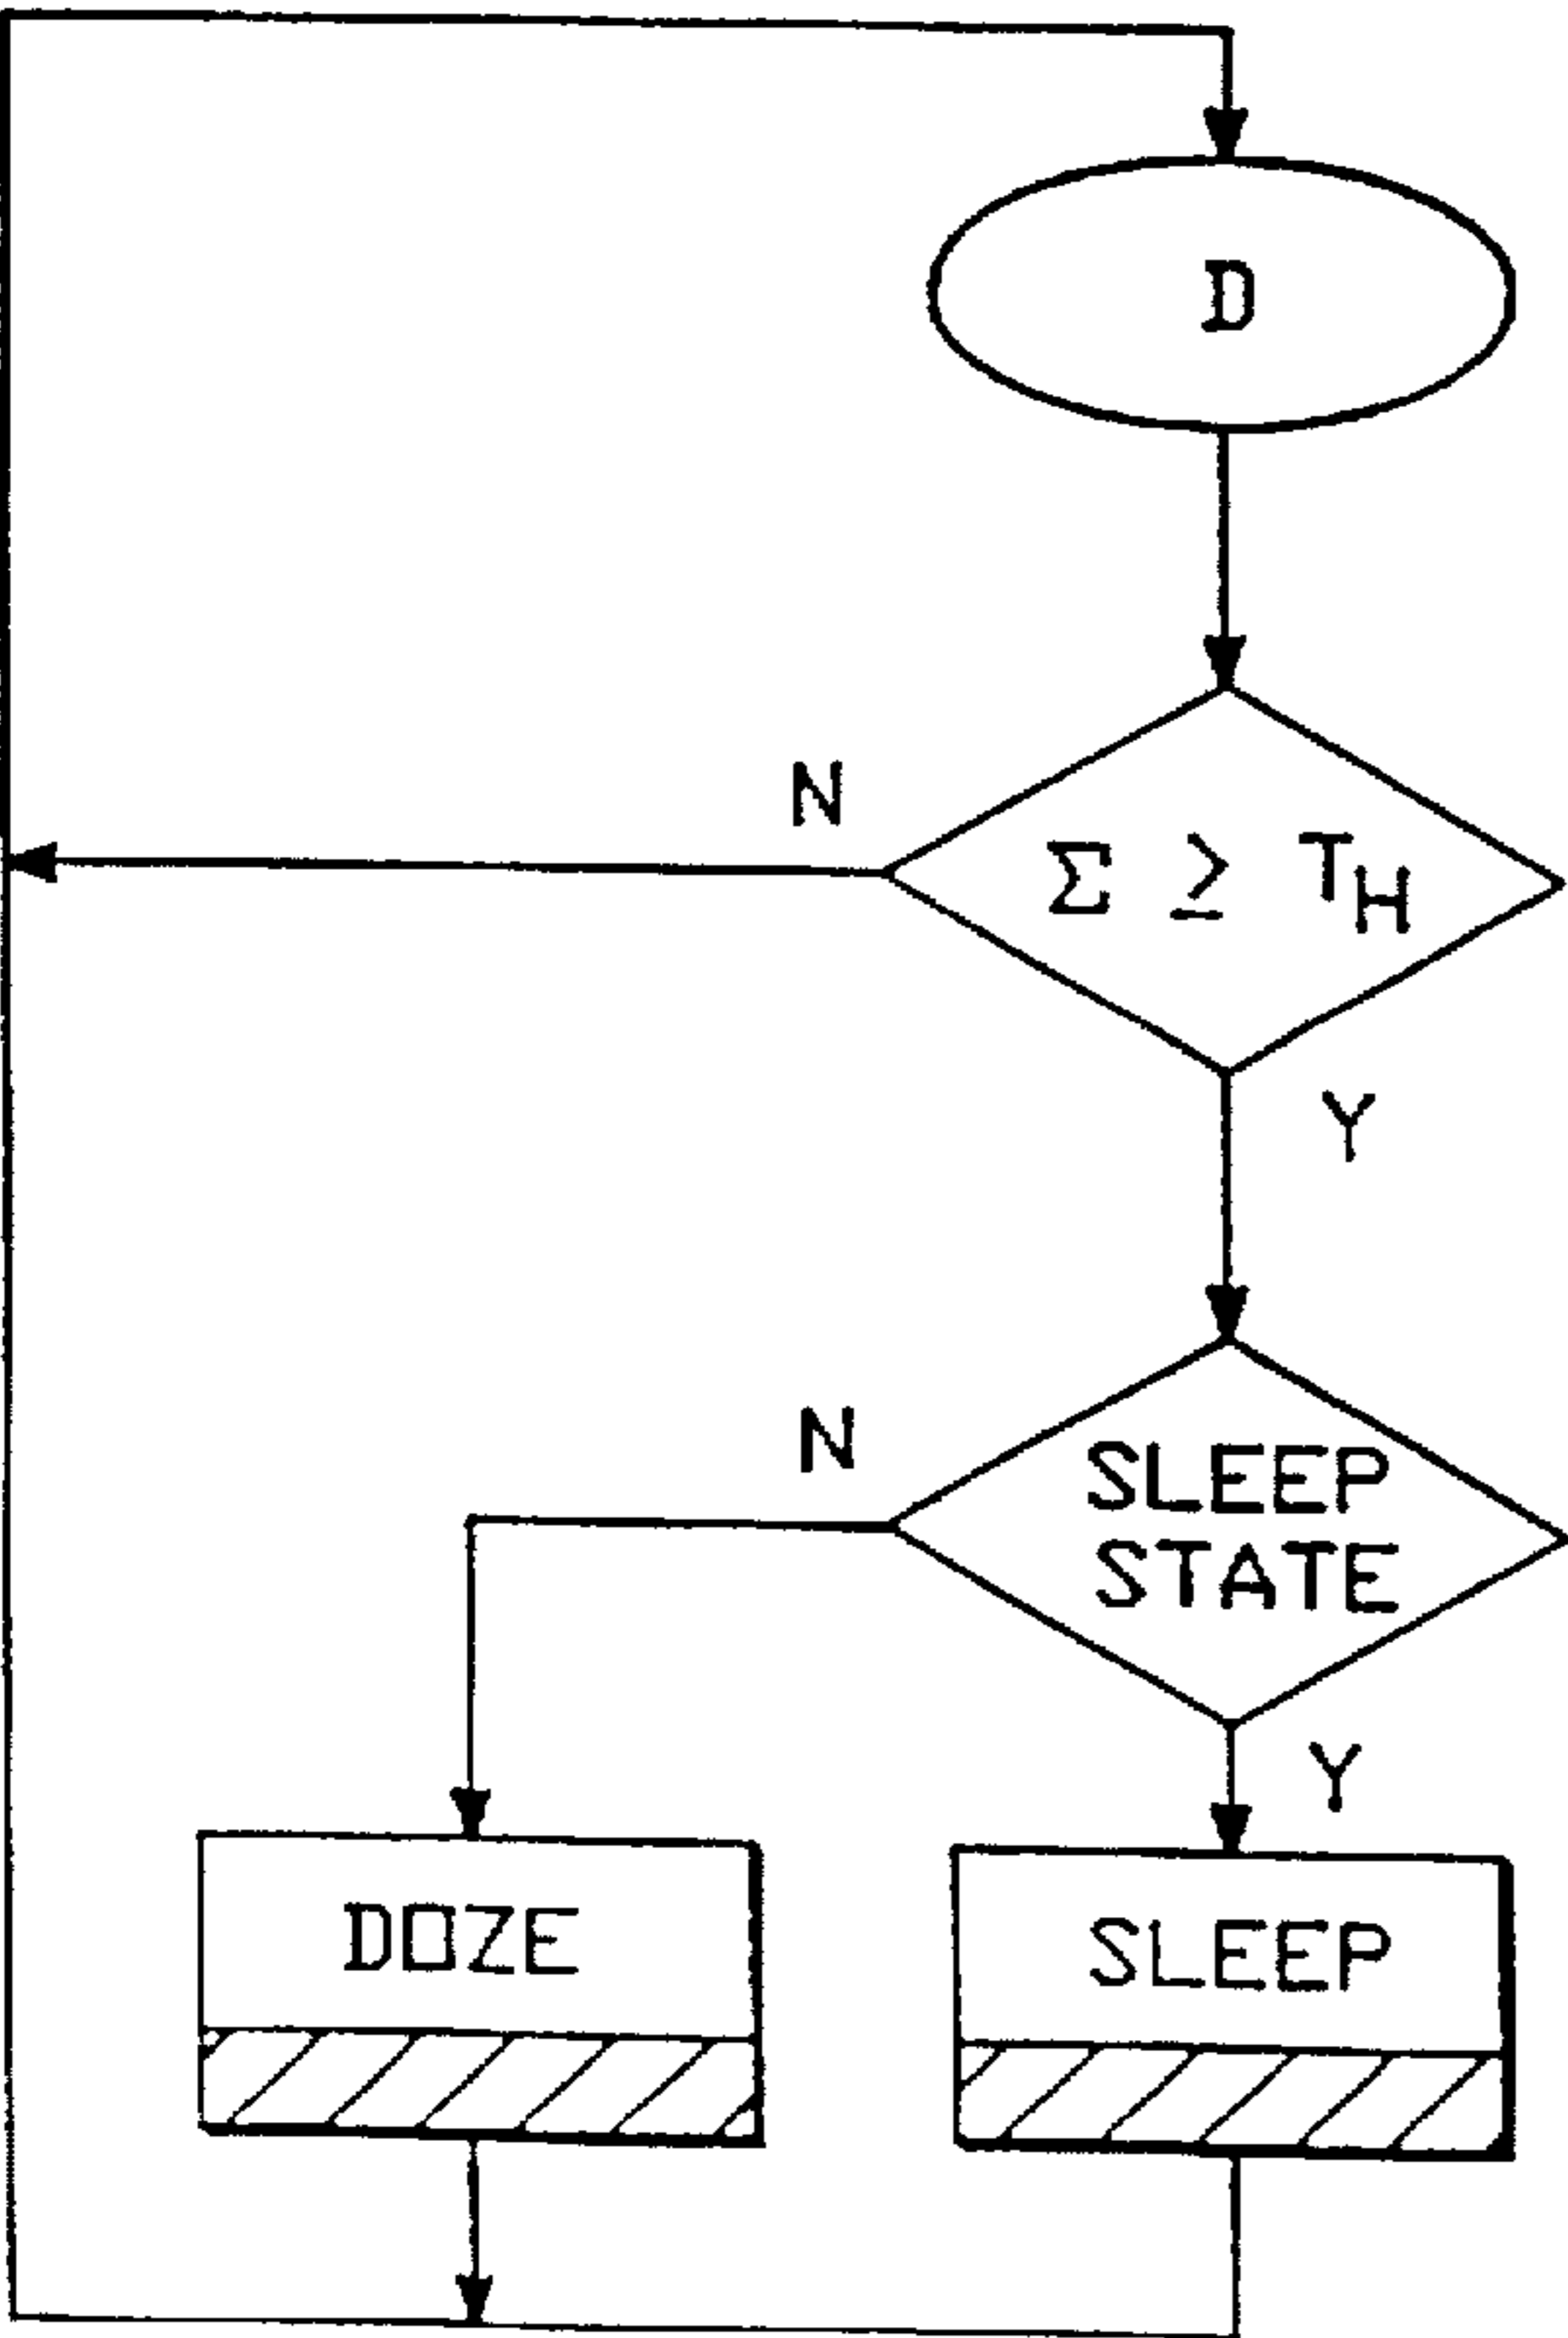 D
N
Σ ≥ TH
Y
N
SLEEP
STATE
Y
DOZE
SLEEP